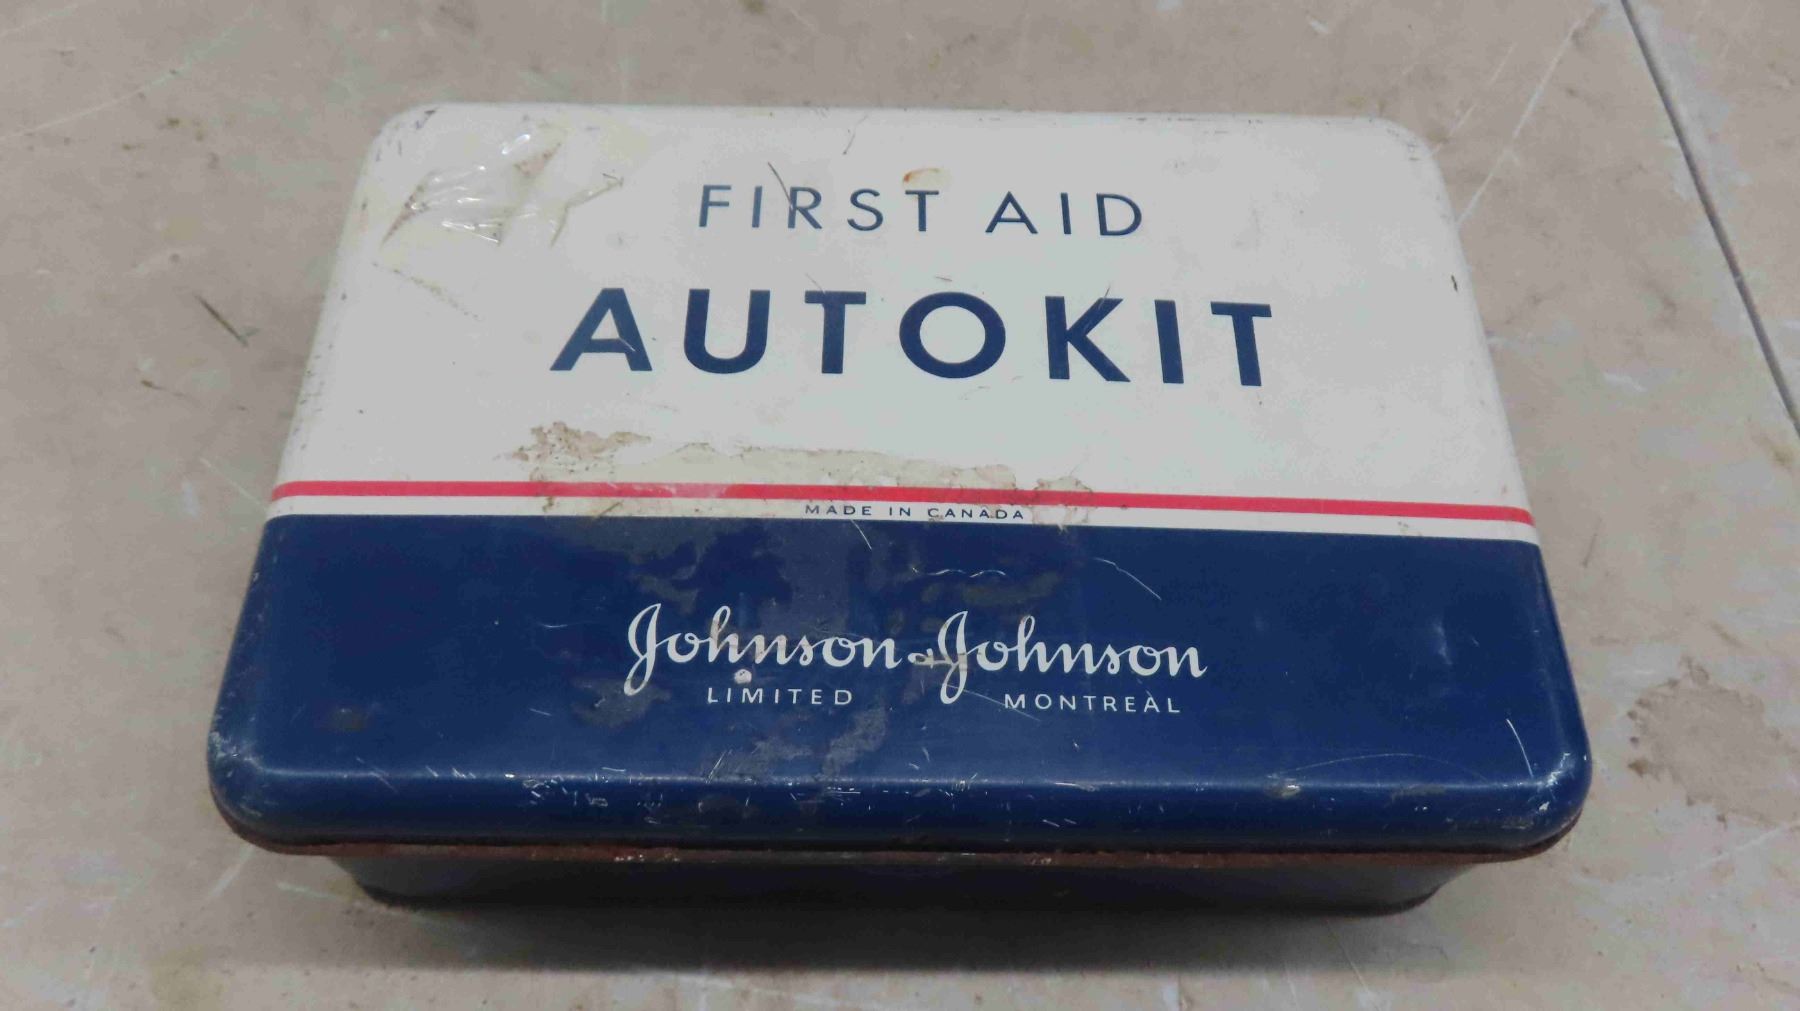 FIRST AID
AUTOKIT
MADE IN CANADA
Johnson & Johnson
LIMITED MONTREAL